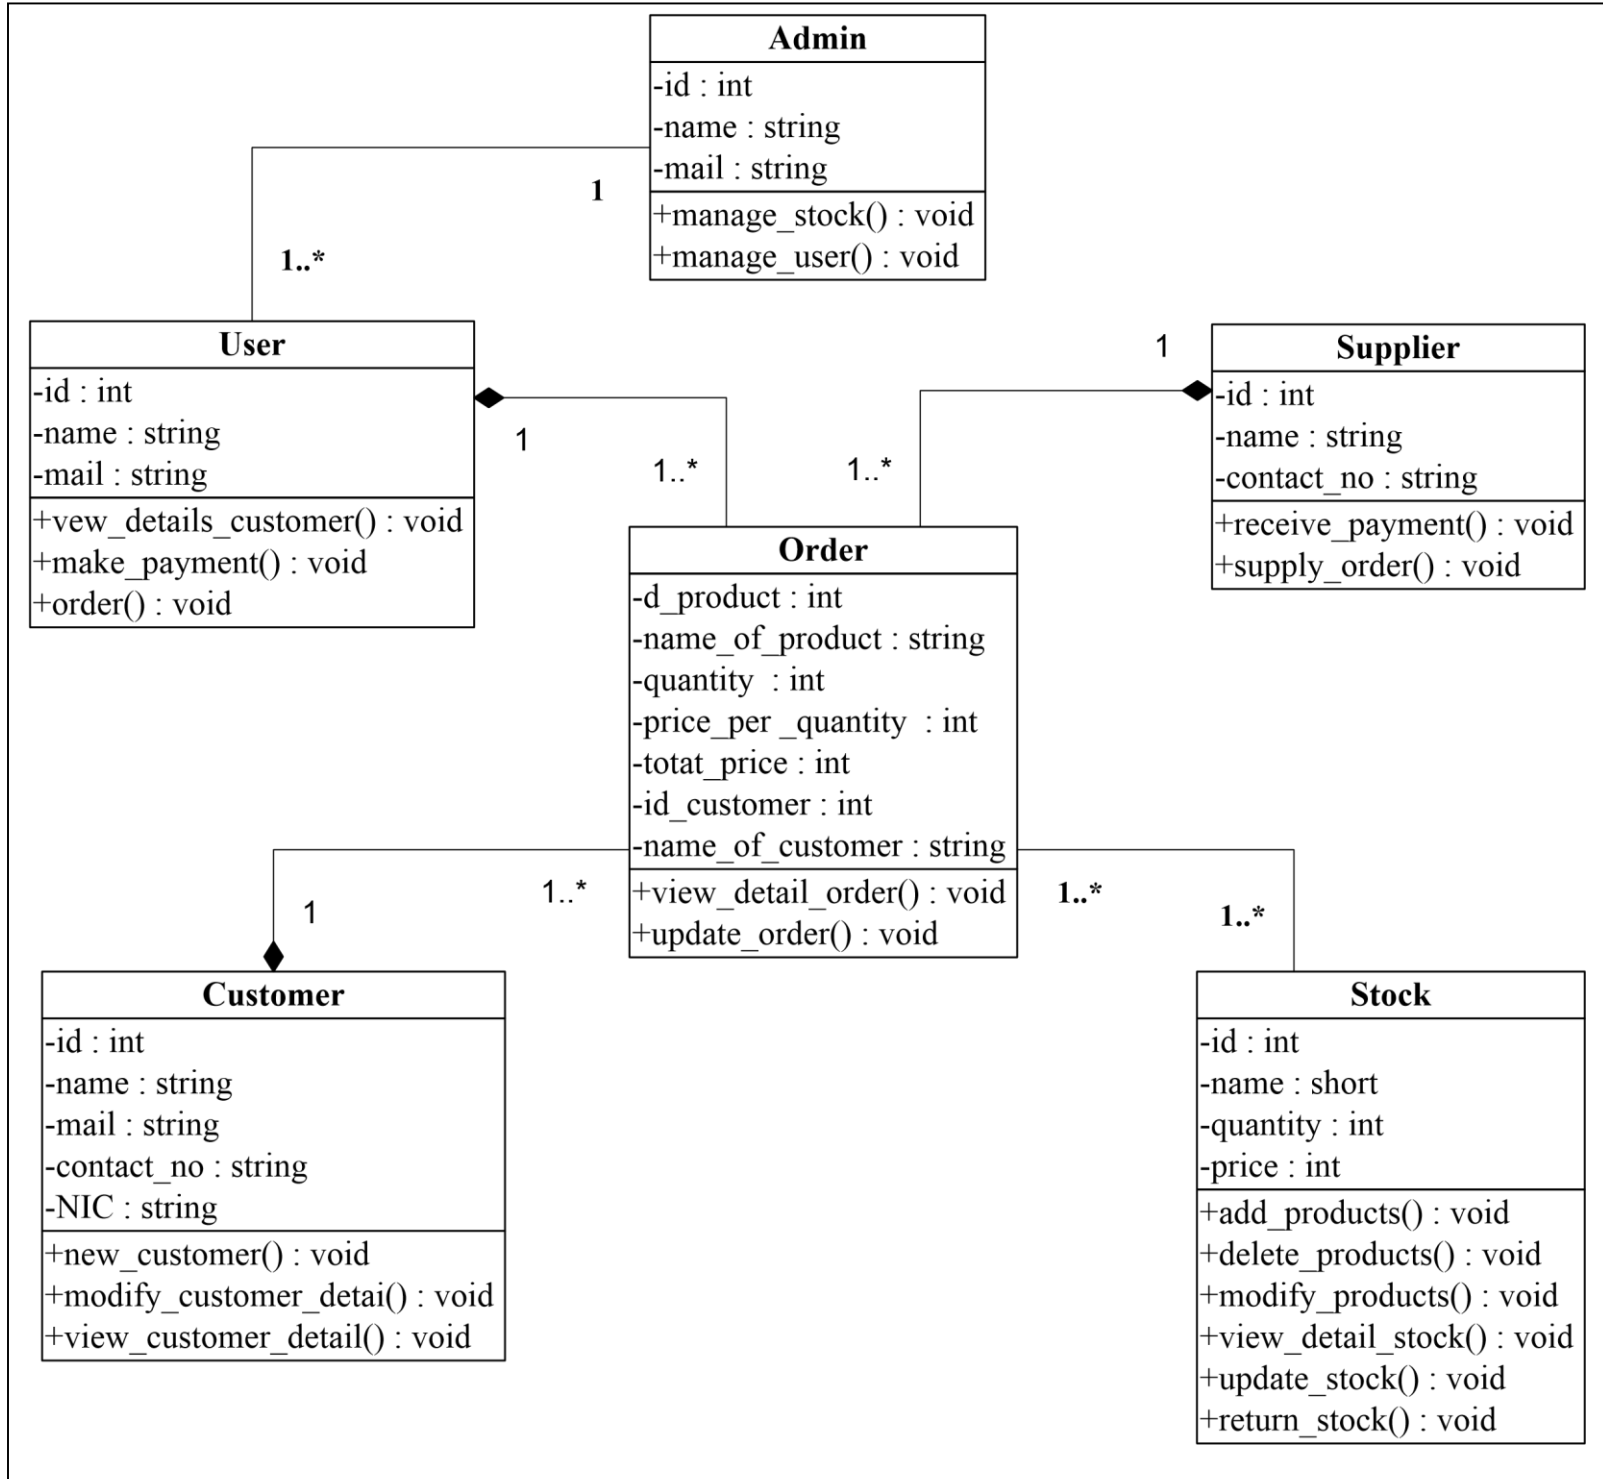 Admin
-id : int
-name : string
-mail : string
+manage_stock() : void
+manage_user() : void
1
1..*
User
-id : int
-name : string
-mail : string
+vew_details_customer() : void
+make_payment() : void
+order() : void
1
1..*
Supplier
-id : int
-name : string
-contact_no : string
+receive_payment() : void
+supply_order() : void
1
1..*
Order
-d_product : int
-name_of_product : string
-quantity  : int
-price_per _quantity  : int
-totat_price : int
-id_customer : int
-name_of_customer : string
+view_detail_order() : void
+update_order() : void
1..*
1
1..*
1..*
Customer
-id : int
-name : string
-mail : string
-contact_no : string
-NIC : string
+new_customer() : void
+modify_customer_detai() : void
+view_customer_detail() : void
Stock
-id : int
-name : short
-quantity : int
-price : int
+add_products() : void
+delete_products() : void
+modify_products() : void
+view_detail_stock() : void
+update_stock() : void
+return_stock() : void